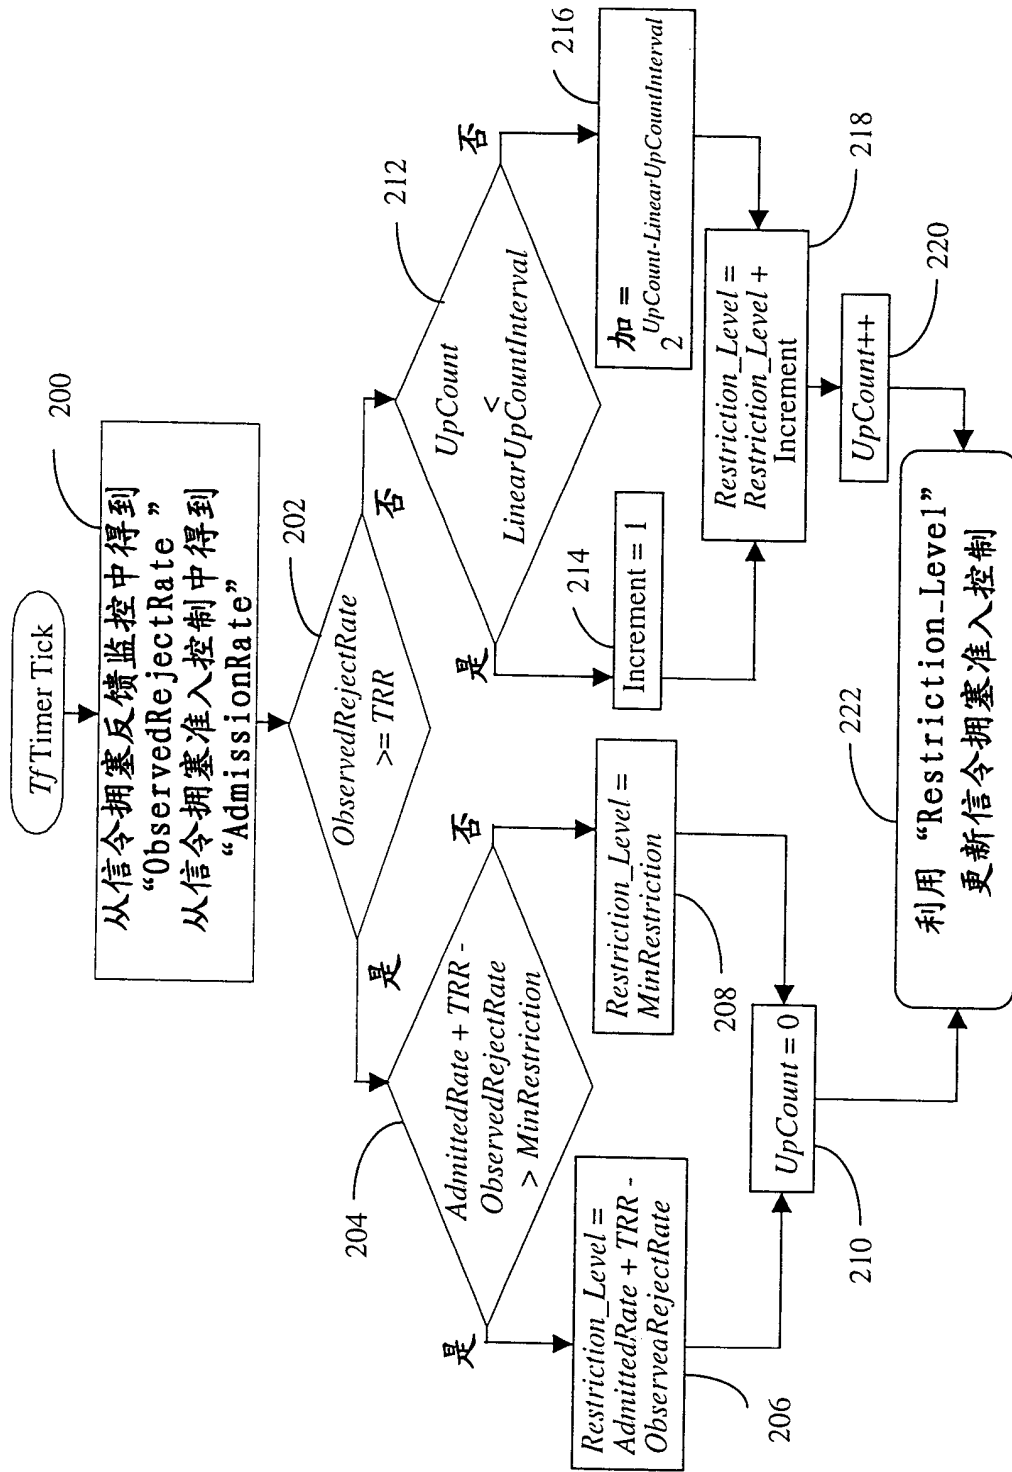 Tf Timer Tick
200
从信令拥塞反馈监控中得到
“ObservedRejectRate”
从信令拥塞准入控制中得到
“AdmissionRate”
202
ObservedRejectRate
>= TRR
是
否
204
AdmittedRate + TRR -
ObservedRejectRate
> MinRestriction
是
否
206
Restriction_Level =
AdmittedRate + TRR -
ObserveaRejectRate
208
Restriction_Level =
MinRestriction
210
UpCount = 0
212
UpCount
<
LinearUpCountInterval
是
否
214
Increment = 1
216
加 =
2 UpCount-LinearUpCountInterval
218
Restriction_Level =
Restriction_Level +
Increment
220
UpCount++
222
利用 “Restriction_Level”
更新信令拥塞准入控制